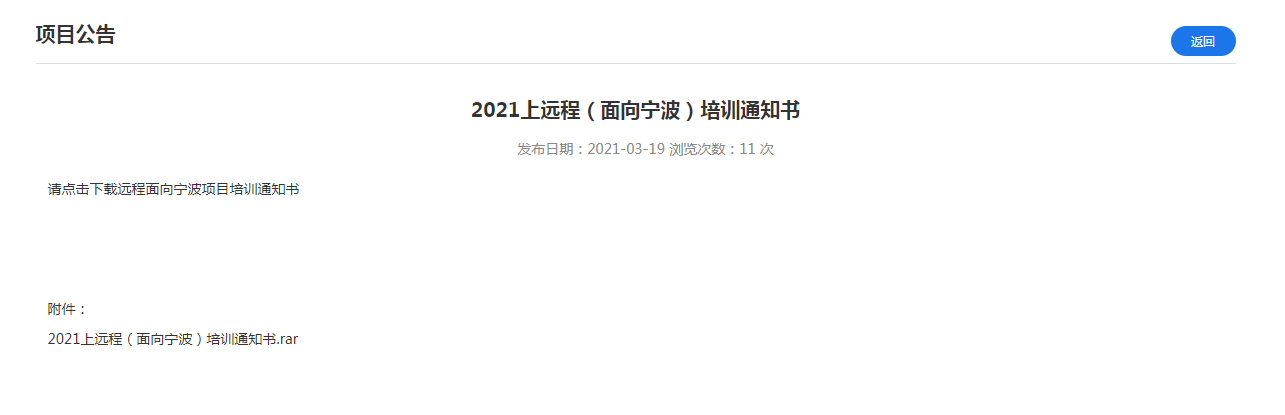 项目公告
返回
2021上远程（面向宁波）培训通知书
发布日期：2021-03-19 浏览次数：11 次
请点击下载远程面向宁波项目培训通知书
附件：
2021上远程（面向宁波）培训通知书.rar